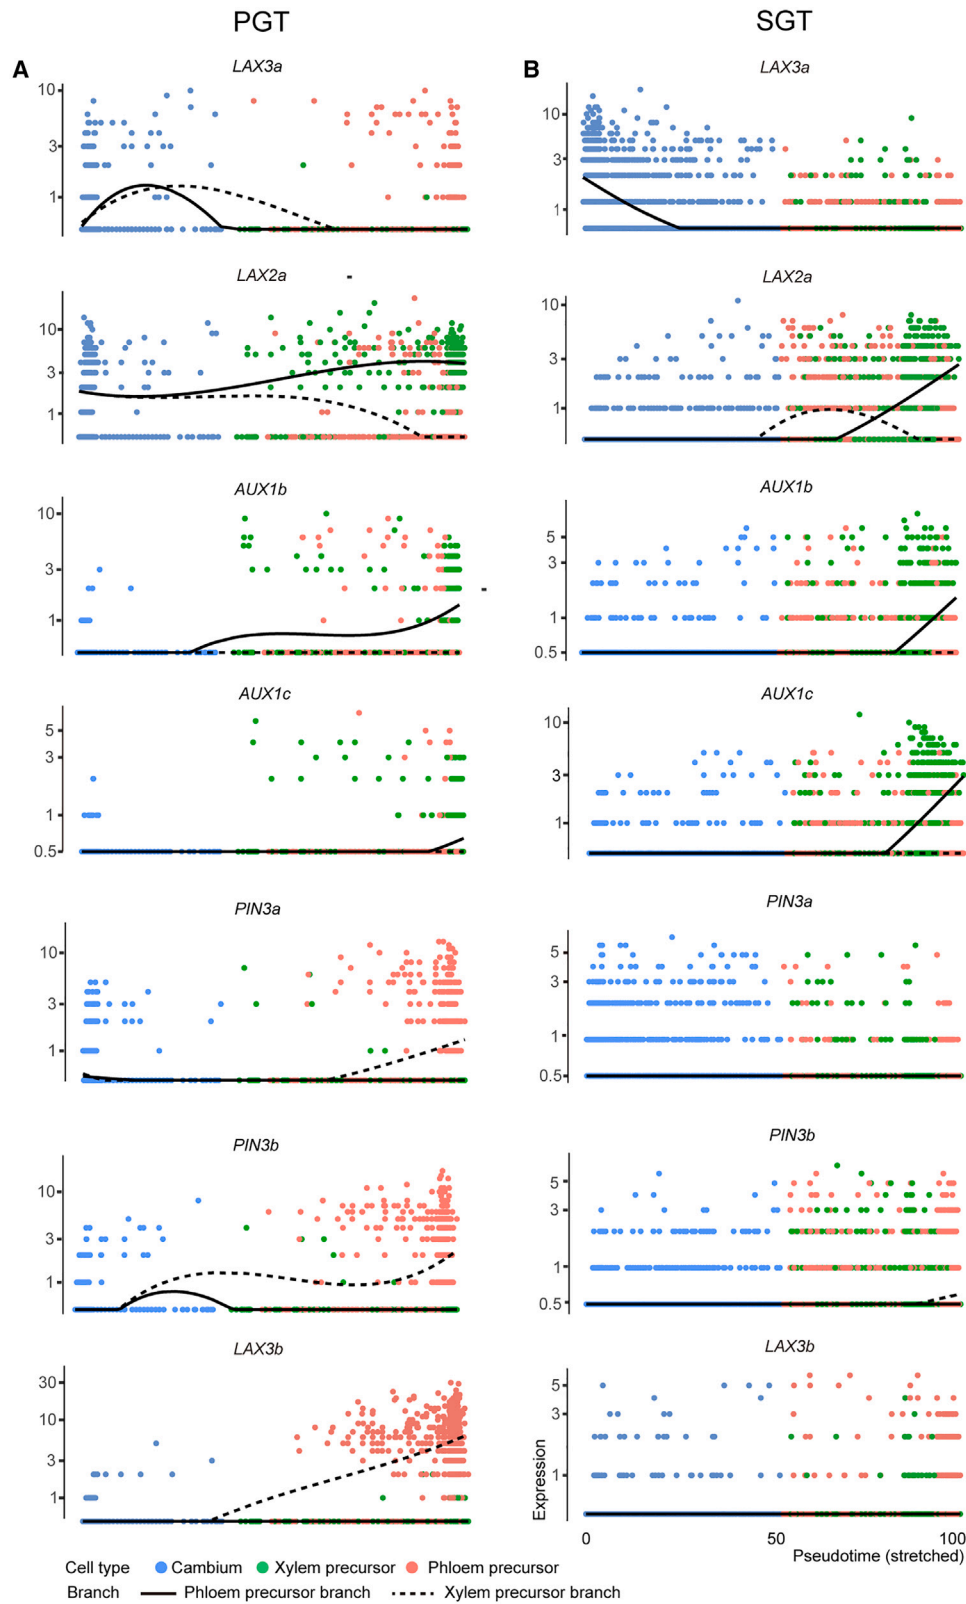 PGT
SGT
A
B
LAX3a
10
3
1
LAX3a
10
3
1
LAX2a
10
3
1
LAX2a
10
3
1
AUX1b
10
3
1
AUX1b
5
3
1
0.5
AUX1c
5
3
1
0.5
AUX1c
10
3
1
PIN3a
10
3
1
PIN3a
5
3
1
0.5
PIN3b
10
3
1
PIN3b
5
3
1
0.5
LAX3b
30
10
3
1
LAX3b
5
3
1
Expression
0 50 100
Pseudotime (stretched)
Cell type Cambium Xylem precursor Phloem precursor
Branch Phloem precursor branch Xylem precursor branch